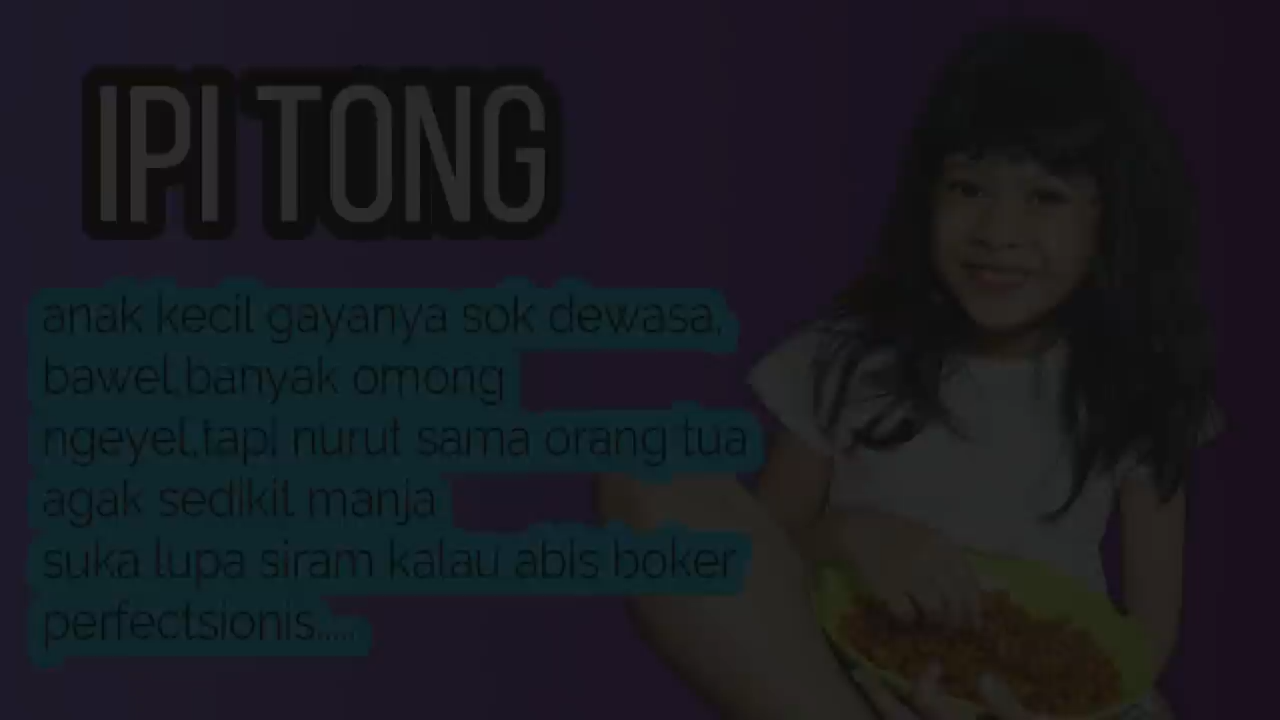 IPI TONG
anak kecil gayanya sok dewasa,
bawel,banyak omong
ngeyel,tapi nurut sama orang tua
agak sedikit manja
suka lupa siram kalau abis boker
perfectsionis.....